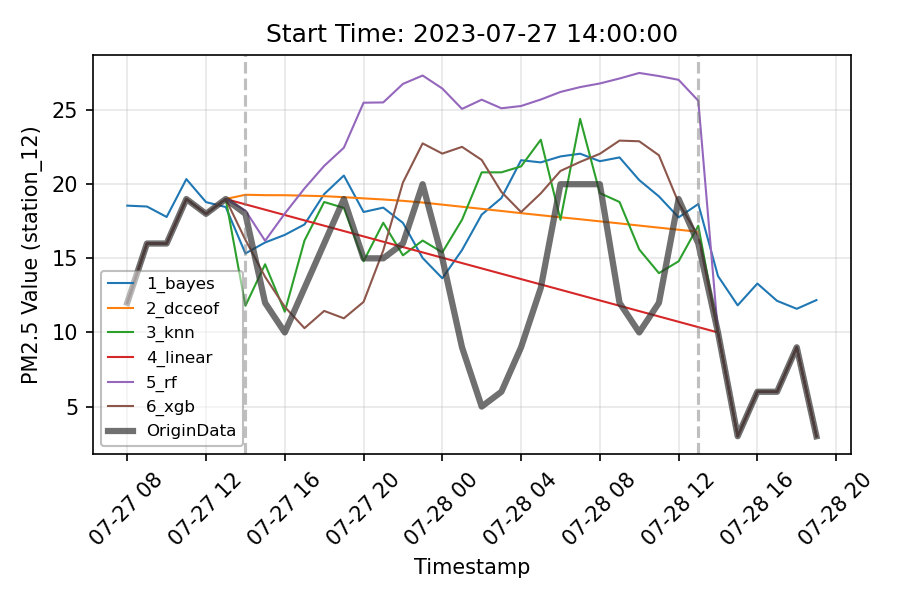 Start Time: 2023-07-27 14:00:00
PM2.5 Value (station_12)
25
20
15
10
5
1_bayes
2_dcceof
3_knn
4_linear
5_rf
6_xgb
OriginData
07-27 08
07-27 12
07-27 16
07-27 20
07-28 00
07-28 04
07-28 08
07-28 12
07-28 16
07-28 20
Timestamp